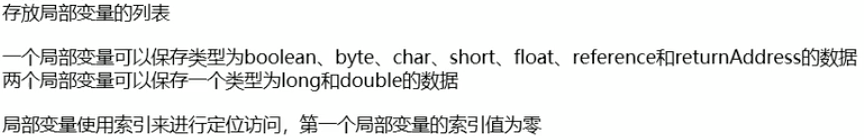 存放局部变量的列表
一个局部变量可以保存类型为boolean、byte、char、short、float、reference和returnAddress的数据
两个局部变量可以保存一个类型为long和double的数据
局部变量使用索引来进行定位访问，第一个局部变量的索引值为零